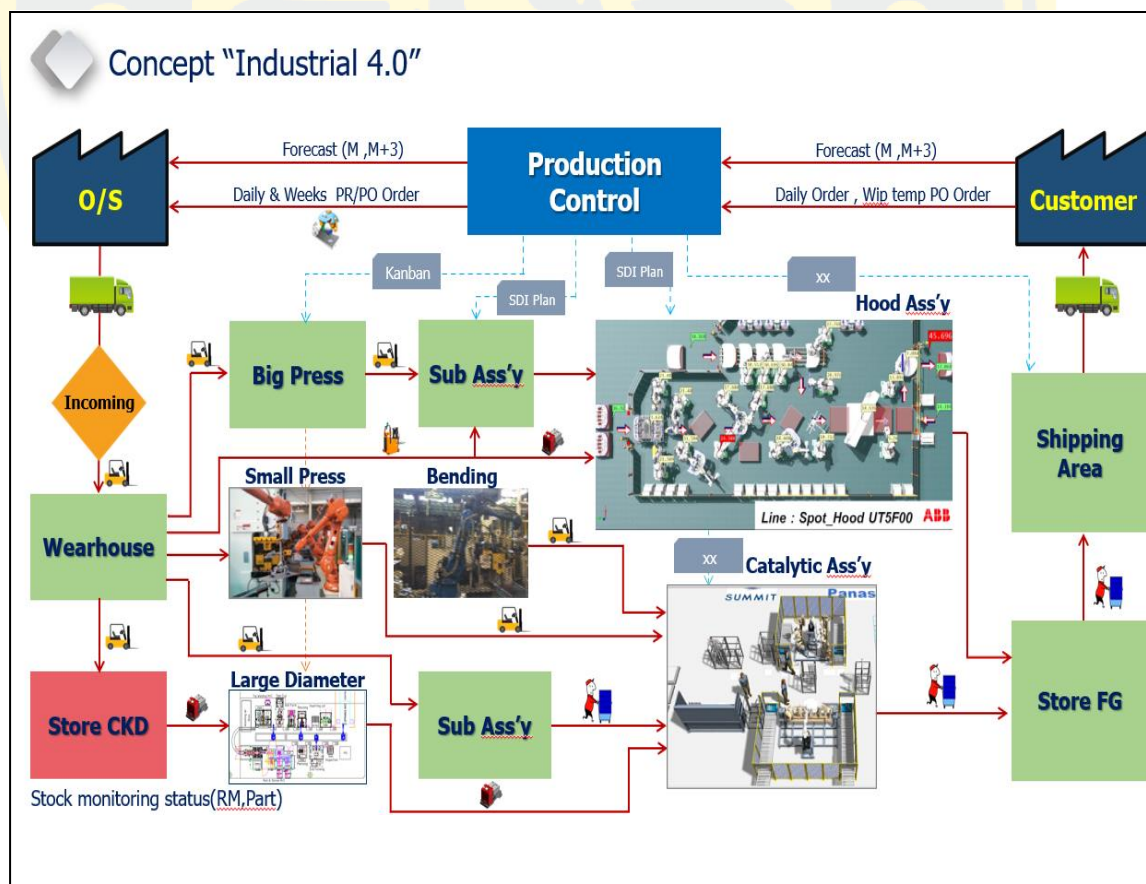 Concept “Industrial 4.0”
Forecast (M ,M+3)
Production
Control
Forecast (M ,M+3)
O/S
Daily & Weeks PR/PO Order
Daily Order , Wip temp PO Order
Customer
Kanban
SDI Plan
SDI Plan
xx
Hood Ass’y
Incoming
Big Press
Sub Ass’y
45.696
Shipping
Area
Small Press
Bending
Line : Spot_Hood UT5F00 ABB
Wearhouse
xx
Catalytic Ass’y
SUMMIT
Panas
Large Diameter
Store CKD
Sub Ass’y
Store FG
Stock monitoring status(RM,Part)